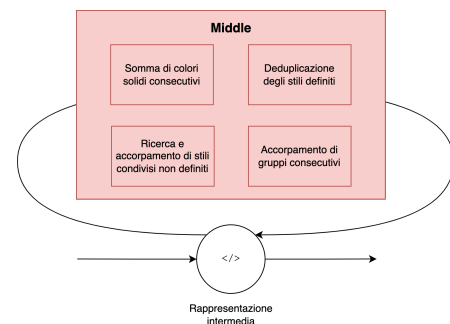 Middle
Somma di colori
solidi consecutivi
Deduplicazione
degli stili definiti
Ricerca e
accorpamento di stili
condivisi non definiti
Accorpamento di
gruppi consecutivi
</>
Rappresentazione
intermedia